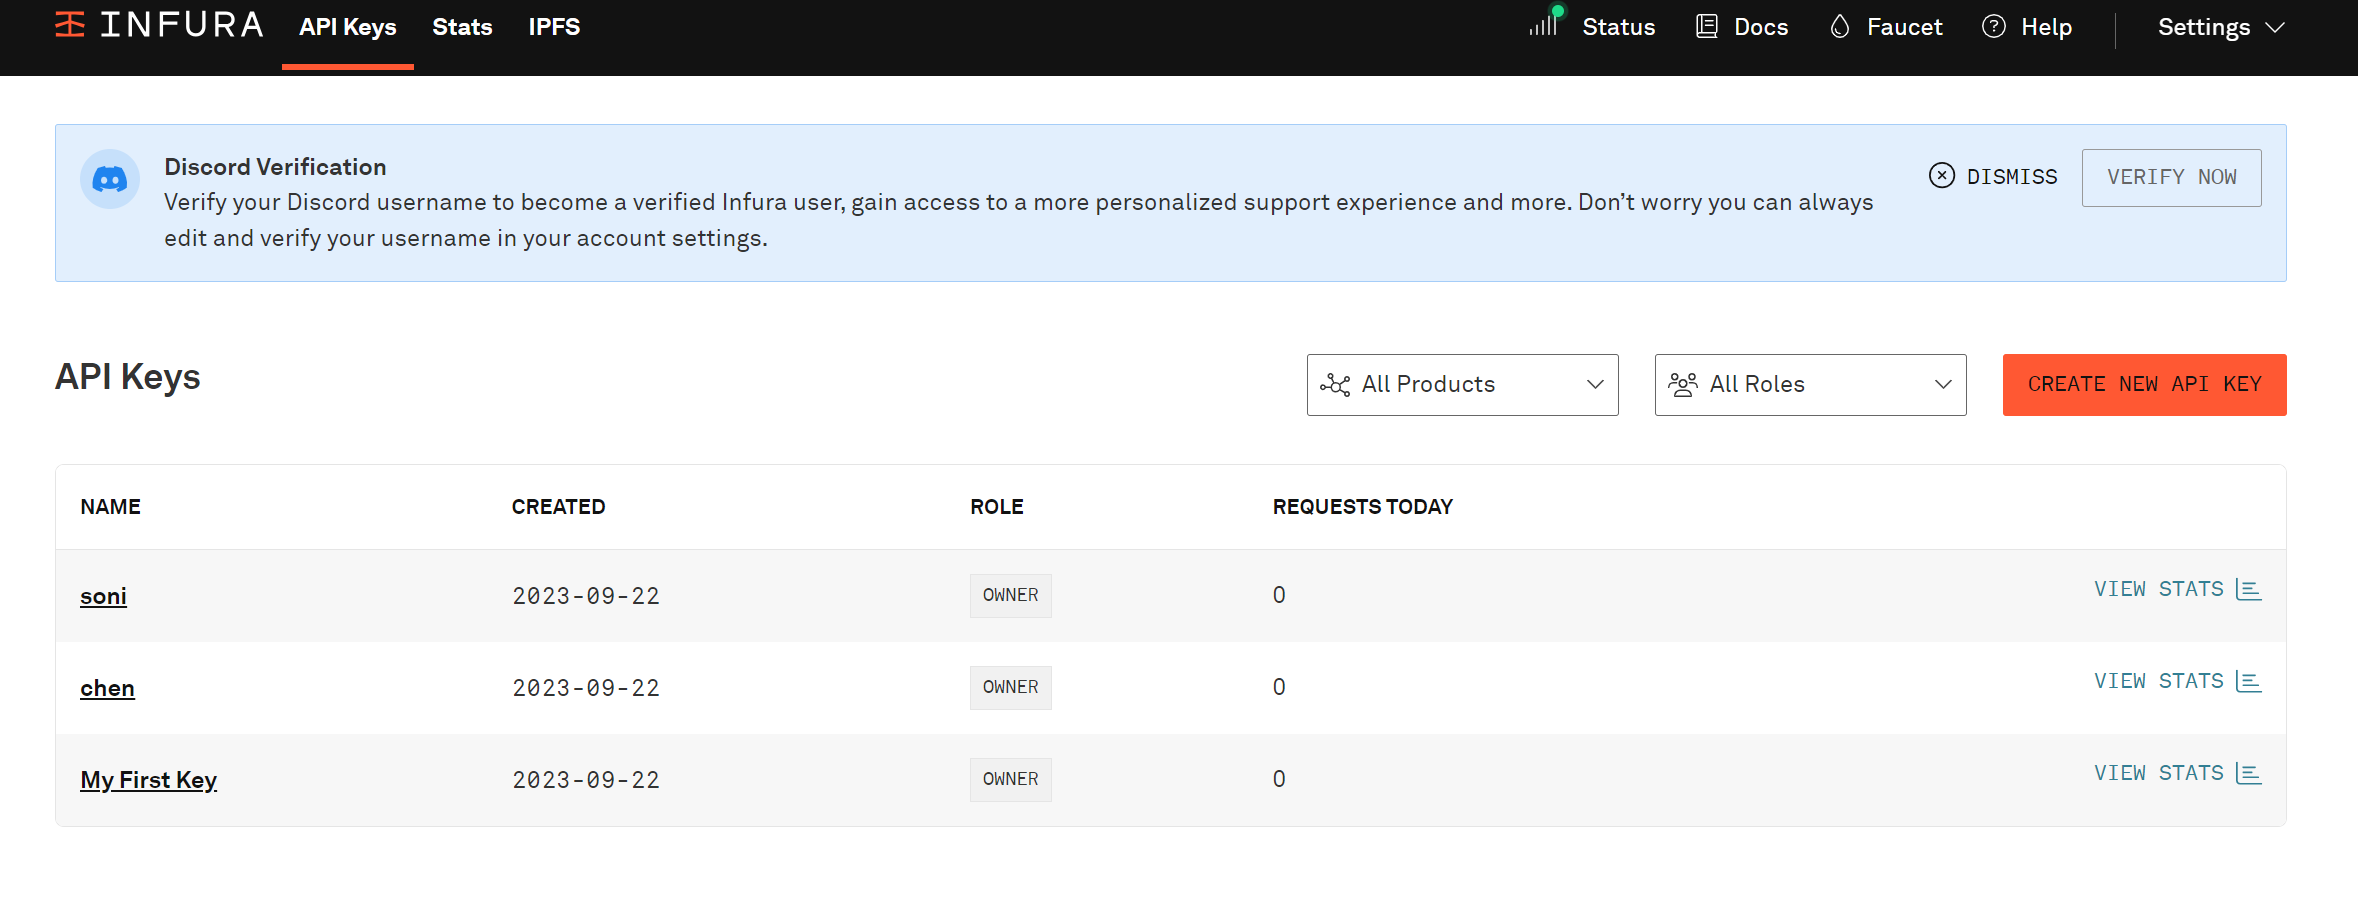 INFURA API Keys Stats IPFS Status Docs Faucet Help Settings
Discord Verification
Verify your Discord username to become a verified Infura user, gain access to a more personalized support experience and more. Don’t worry you can always
edit and verify your username in your account settings.
DISMISS VERIFY NOW
API Keys All Products All Roles CREATE NEW API KEY
NAME CREATED ROLE REQUESTS TODAY
soni 2023-09-22 OWNER 0 VIEW STATS
chen 2023-09-22 OWNER 0 VIEW STATS
My First Key 2023-09-22 OWNER 0 VIEW STATS